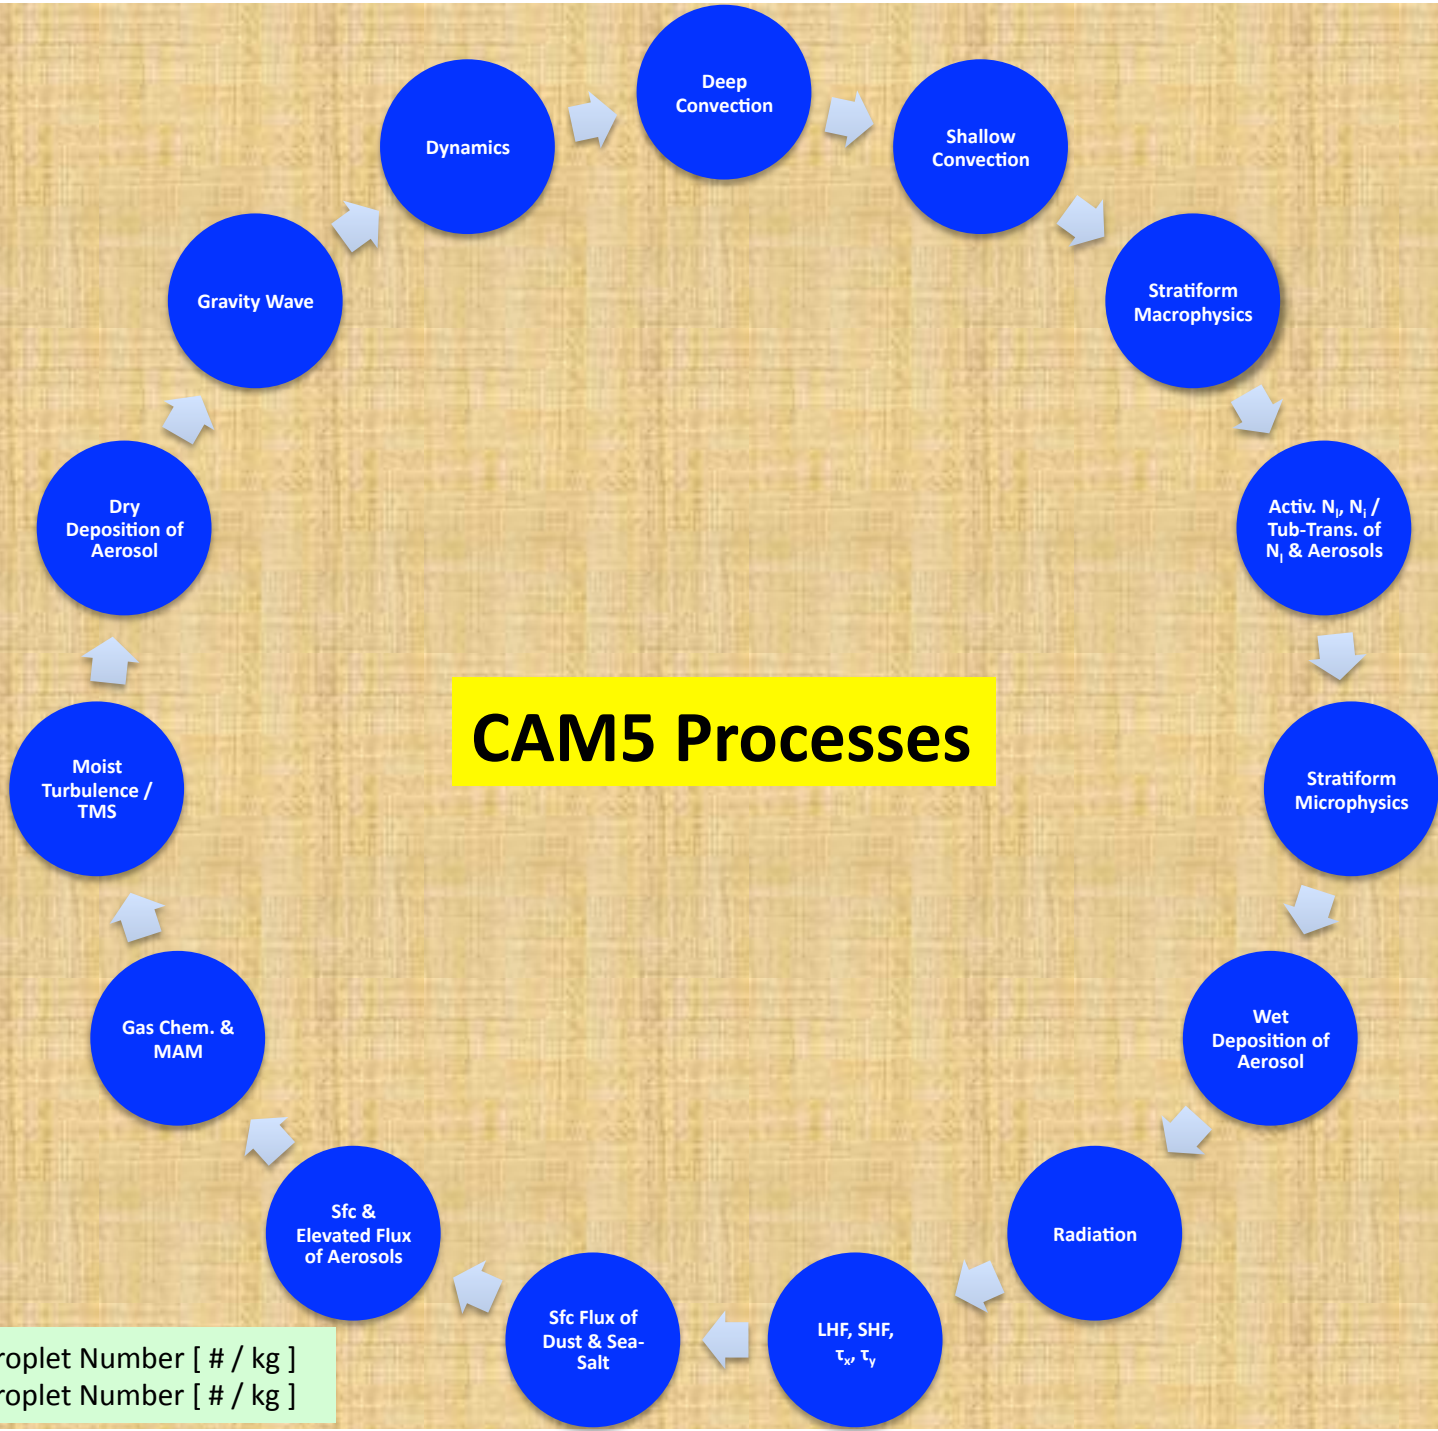 Deep
Convection
Shallow
Convection
Stratiform
Macrophysics
Activ. Nₗ, Nᵢ /
Tub-Trans. of
Nₗ & Aerosols
Stratiform
Microphysics
Wet
Deposition of
Aerosol
Radiation
LHF, SHF,
τₓ, τᵧ
Sfc Flux of
Dust & Sea-
Salt
Sfc &
Elevated Flux
of Aerosols
Gas Chem. &
MAM
Moist
Turbulence /
TMS
Dry
Deposition of
Aerosol
Gravity Wave
Dynamics
CAM5 Processes
roplet Number [ # / kg ]
roplet Number [ # / kg ]